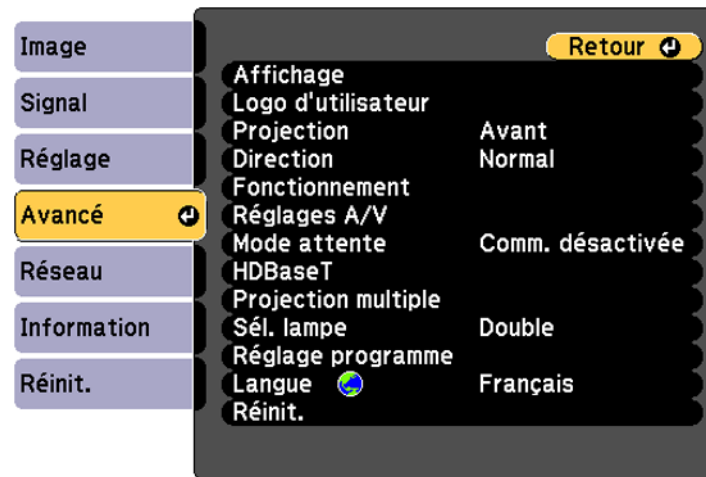 Image
Signal
Réglage
Avancé
Réseau
Information
Réinit.
Retour
Affichage
Logo d'utilisateur
Projection Avant
Direction Normal
Fonctionnement
Réglages A/V
Mode attente Comm. désactivée
HDBaseT
Projection multiple
Sél. lampe Double
Réglage programme
Langue Français
Réinit.